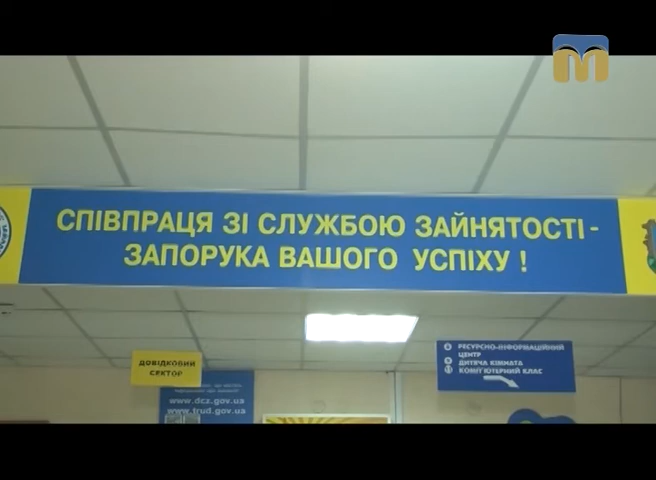 СПІВПРАЦЯ ЗІ СЛУЖБОЮ ЗАЙНЯТОСТІ -
ЗАПОРУКА ВАШОГО УСПІХУ !
РЕСУРСНО-ІНФОРМАЦІЙНИЙ
ЦЕНТР
ДИТЯЧА КІМНАТА
КОМП'ЮТЕРНИЙ КЛАС
ДОВІДКОВИЙ
СЕКТОР
www.dcz.gov.ua
www.trud.gov.ua